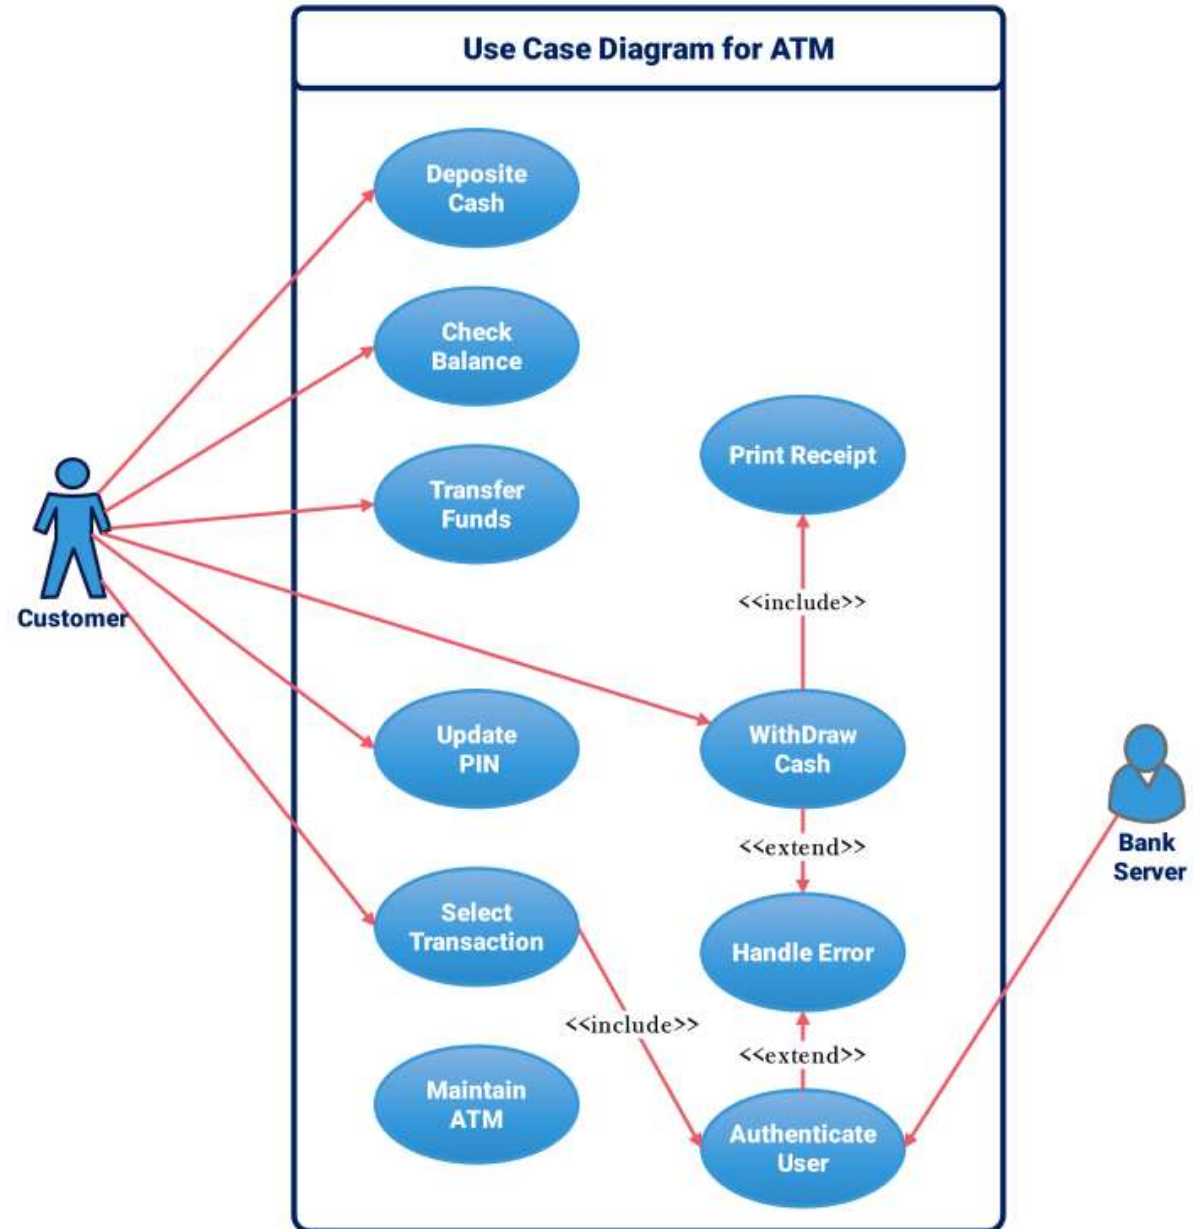 Use Case Diagram for ATM
Deposite
Cash
Check
Balance
Transfer
Funds
Print Receipt
<<include>>
Customer
Update
PIN
WithDraw
Cash
<<extend>>
Bank
Server
Select
Transaction
Handle Error
<<include>>
<<extend>>
Maintain
ATM
Authenticate
User